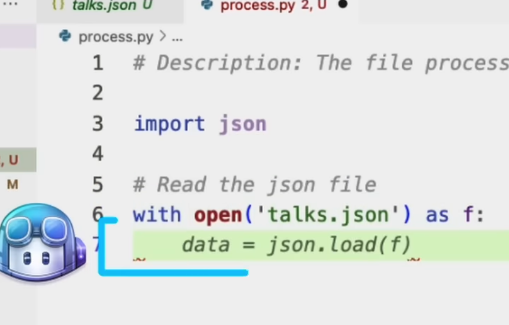 ... {} talks.json U process.py 2, U ●
process.py > ...
1 # Description: The file process
2
3 import json
4
, U 5 # Read the json file
M 6 with open('talks.json') as f:
7 data = json.load(f)